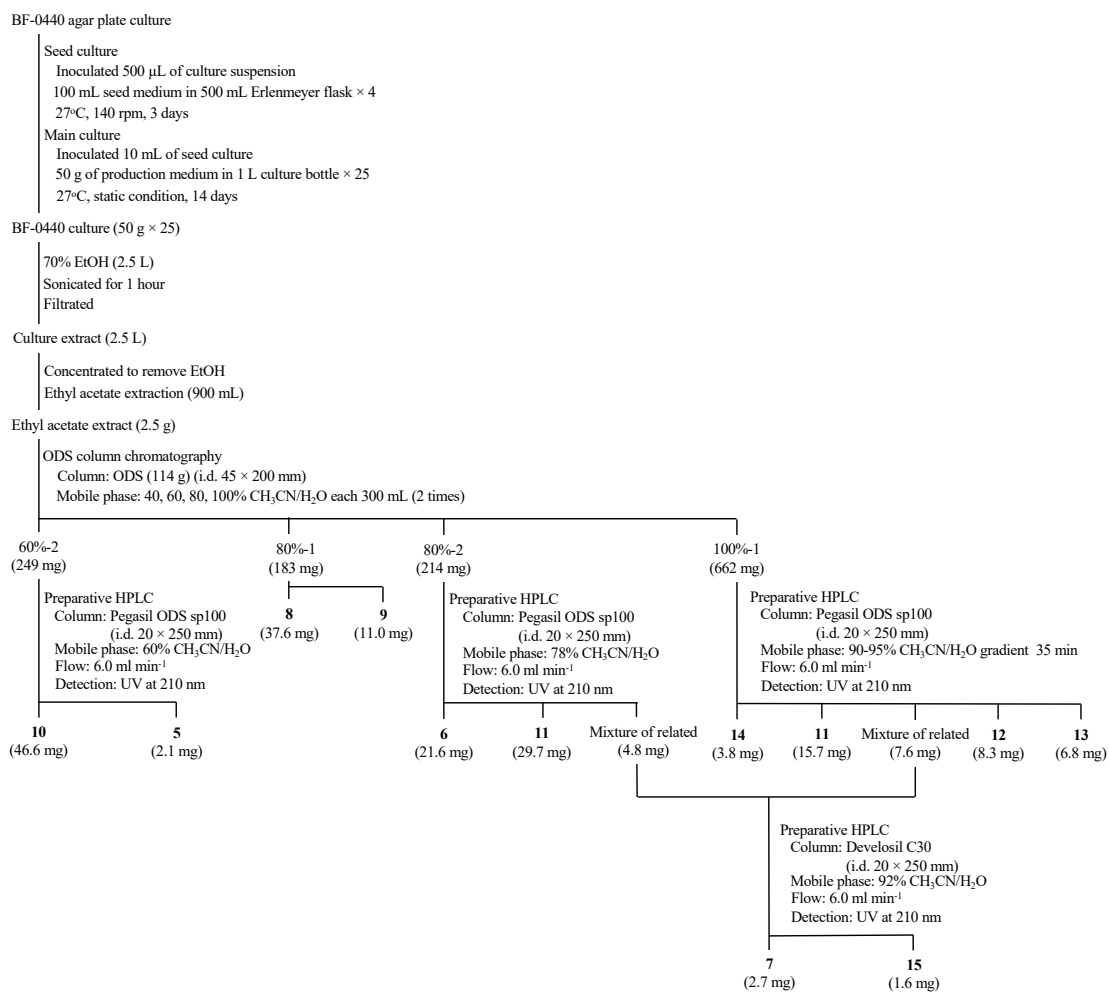 BF-0440 agar plate culture
Seed culture
Inoculated 500 µL of culture suspension
100 mL seed medium in 500 mL Erlenmeyer flask × 4
27°C, 140 rpm, 3 days
Main culture
Inoculated 10 mL of seed culture
50 g of production medium in 1 L culture bottle × 25
27°C, static condition, 14 days
BF-0440 culture (50 g × 25)
70% EtOH (2.5 L)
Sonicated for 1 hour
Filtrated
Culture extract (2.5 L)
Concentrated to remove EtOH
Ethyl acetate extraction (900 mL)
Ethyl acetate extract (2.5 g)
ODS column chromatography
Column: ODS (114 g) (i.d. 45 × 200 mm)
Mobile phase: 40, 60, 80, 100% CH₃CN/H₂O each 300 mL (2 times)
60%-2
(249 mg)
80%-1
(183 mg)
80%-2
(214 mg)
100%-1
(662 mg)
Preparative HPLC
Column: Pegasil ODS sp100
(i.d. 20 × 250 mm)
Mobile phase: 60% CH₃CN/H₂O
Flow: 6.0 ml min⁻¹
Detection: UV at 210 nm
8
(37.6 mg)
9
(11.0 mg)
Preparative HPLC
Column: Pegasil ODS sp100
(i.d. 20 × 250 mm)
Mobile phase: 78% CH₃CN/H₂O
Flow: 6.0 ml min⁻¹
Detection: UV at 210 nm
Preparative HPLC
Column: Pegasil ODS sp100
(i.d. 20 × 250 mm)
Mobile phase: 90-95% CH₃CN/H₂O gradient 35 min
Flow: 6.0 ml min⁻¹
Detection: UV at 210 nm
10
(46.6 mg)
5
(2.1 mg)
6
(21.6 mg)
11
(29.7 mg)
Mixture of related
(4.8 mg)
14
(3.8 mg)
11
(15.7 mg)
Mixture of related
(7.6 mg)
12
(8.3 mg)
13
(6.8 mg)
Preparative HPLC
Column: Develosil C30
(i.d. 20 × 250 mm)
Mobile phase: 92% CH₃CN/H₂O
Flow: 6.0 ml min⁻¹
Detection: UV at 210 nm
7
(2.7 mg)
15
(1.6 mg)